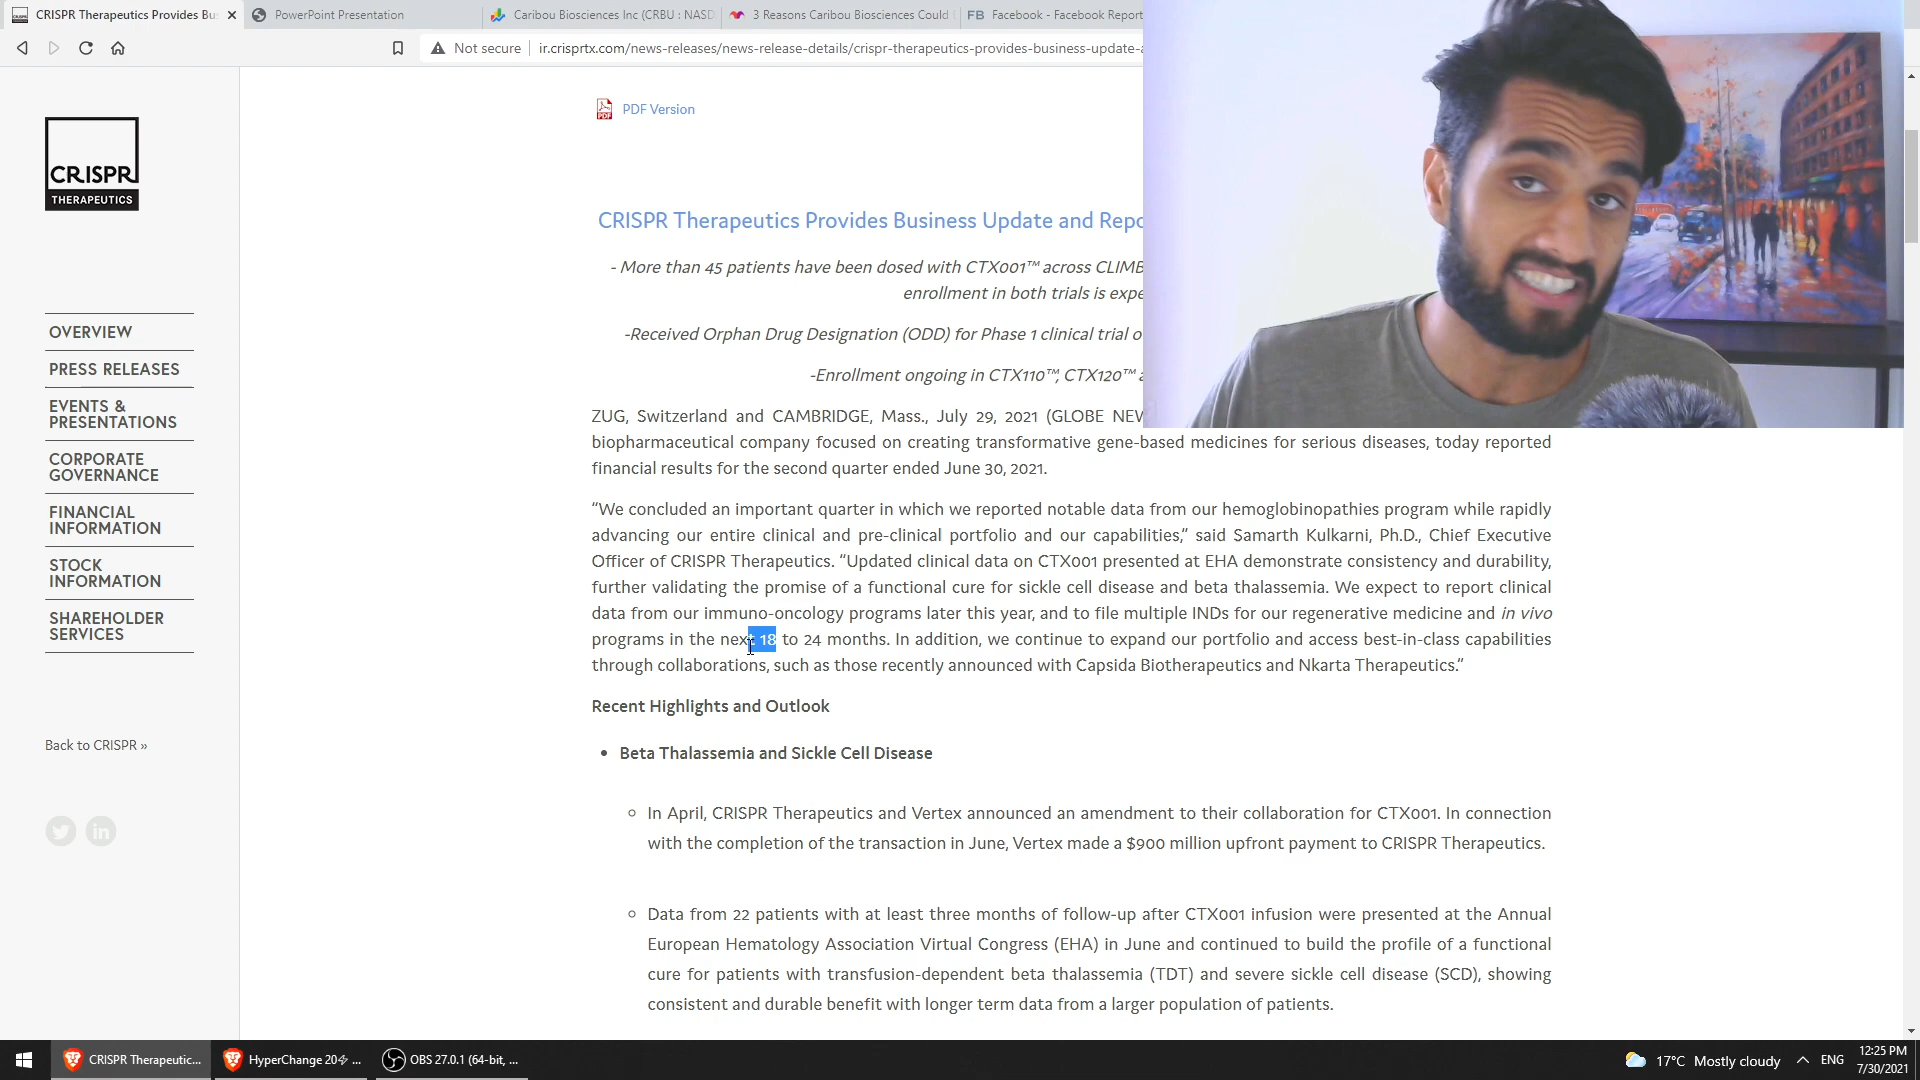 CRISPR Therapeutics Provides Bu
PowerPoint Presentation
Caribou Biosciences Inc (CRBU : NASD
3 Reasons Caribou Biosciences Could
FB Facebook - Facebook Report
Not secure
ir.crisprtx.com/news-releases/news-release-details/crispr-therapeutics-provides-business-update-a
CRISPR
THERAPEUTICS
OVERVIEW
PRESS RELEASES
EVENTS &
PRESENTATIONS
CORPORATE
GOVERNANCE
FINANCIAL
INFORMATION
STOCK
INFORMATION
SHAREHOLDER
SERVICES
Back to CRISPR »
PDF Version
CRISPR Therapeutics Provides Business Update and Repo
- More than 45 patients have been dosed with CTX001™ across CLIMB
enrollment in both trials is expe
-Received Orphan Drug Designation (ODD) for Phase 1 clinical trial o
-Enrollment ongoing in CTX110™, CTX120™ a
ZUG, Switzerland and CAMBRIDGE, Mass., July 29, 2021 (GLOBE NEW
biopharmaceutical company focused on creating transformative gene-based medicines for serious diseases, today reported
financial results for the second quarter ended June 30, 2021.
“We concluded an important quarter in which we reported notable data from our hemoglobinopathies program while rapidly
advancing our entire clinical and pre-clinical portfolio and our capabilities,” said Samarth Kulkarni, Ph.D., Chief Executive
Officer of CRISPR Therapeutics. “Updated clinical data on CTX001 presented at EHA demonstrate consistency and durability,
further validating the promise of a functional cure for sickle cell disease and beta thalassemia. We expect to report clinical
data from our immuno-oncology programs later this year, and to file multiple INDs for our regenerative medicine and in vivo
programs in the next 18 to 24 months. In addition, we continue to expand our portfolio and access best-in-class capabilities
through collaborations, such as those recently announced with Capsida Biotherapeutics and Nkarta Therapeutics.”
Recent Highlights and Outlook
• Beta Thalassemia and Sickle Cell Disease
○ In April, CRISPR Therapeutics and Vertex announced an amendment to their collaboration for CTX001. In connection
with the completion of the transaction in June, Vertex made a $900 million upfront payment to CRISPR Therapeutics.
○ Data from 22 patients with at least three months of follow-up after CTX001 infusion were presented at the Annual
European Hematology Association Virtual Congress (EHA) in June and continued to build the profile of a functional
cure for patients with transfusion-dependent beta thalassemia (TDT) and severe sickle cell disease (SCD), showing
consistent and durable benefit with longer term data from a larger population of patients.
CRISPR Therapeutic...
HyperChange 20⚡ ...
OBS 27.0.1 (64-bit, ...
17°C Mostly cloudy
ENG
12:25 PM
7/30/2021